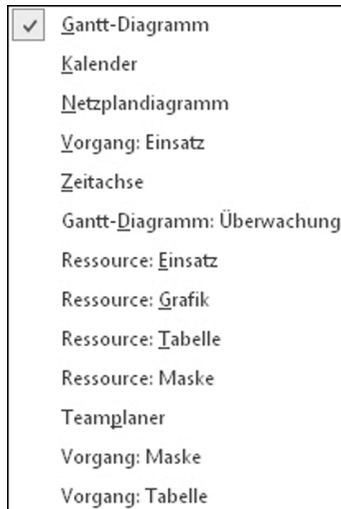 Gantt-Diagramm
Kalender
Netzplandiagramm
Vorgang: Einsatz
Zeitachse
Gantt-Diagramm: Überwachung
Ressource: Einsatz
Ressource: Grafik
Ressource: Tabelle
Ressource: Maske
Teamplaner
Vorgang: Maske
Vorgang: Tabelle